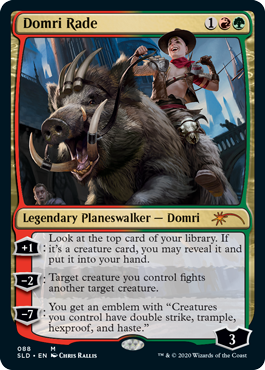 Domri Rade 1
Legendary Planeswalker — Domri
+1: Look at the top card of your library. If
it's a creature card, you may reveal it and
put it into your hand.
-2: Target creature you control fights
another target creature.
-7: You get an emblem with "Creatures
you control have double strike, trample,
hexproof, and haste."
3
088 M
SLD • EN Chris Rallis ™ & © 2020 Wizards of the Coast